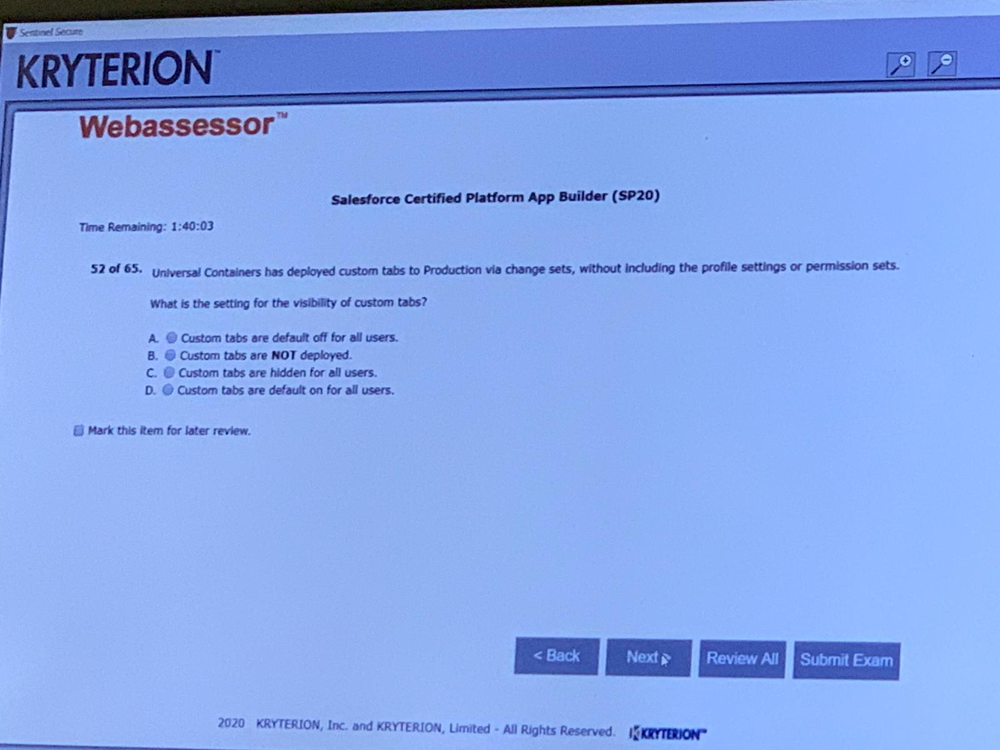 Sentinel Secure
KRYTERION™
Webassessor™
Salesforce Certified Platform App Builder (SP20)
Time Remaining: 1:40:03
52 of 65. Universal Containers has deployed custom tabs to Production via change sets, without including the profile settings or permission sets.
What is the setting for the visibility of custom tabs?
A. Custom tabs are default off for all users.
B. Custom tabs are NOT deployed.
C. Custom tabs are hidden for all users.
D. Custom tabs are default on for all users.
Mark this item for later review.
< Back Next > Review All Submit Exam
2020 KRYTERION, Inc. and KRYTERION, Limited - All Rights Reserved. KRYTERION™